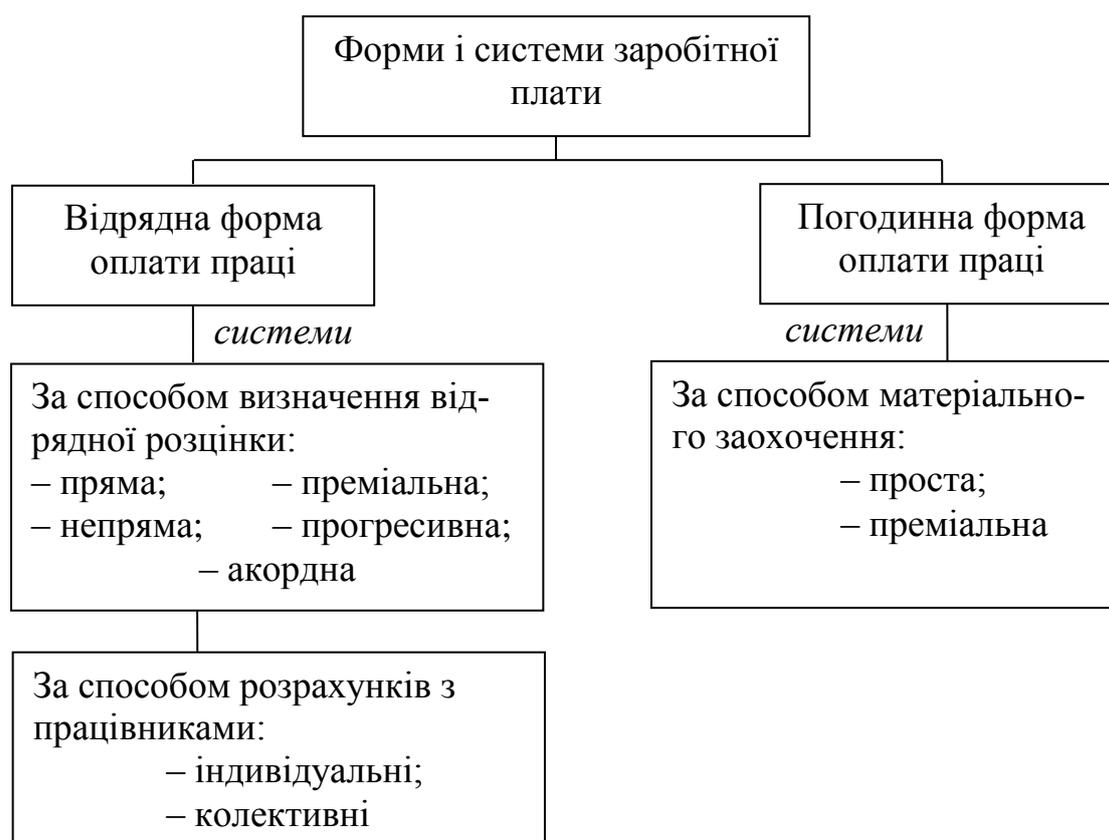 Форми і системи заробітної
плати
Відрядна форма
оплати праці
Погодинна форма
оплати праці
системи
системи
За способом визначення від-
рядної розцінки:
– пряма; – преміальна;
– непряма; – прогресивна;
– акордна
За способом матеріально-
го заохочення:
– проста;
– преміальна
За способом розрахунків з
працівниками:
– індивідуальні;
– колективні